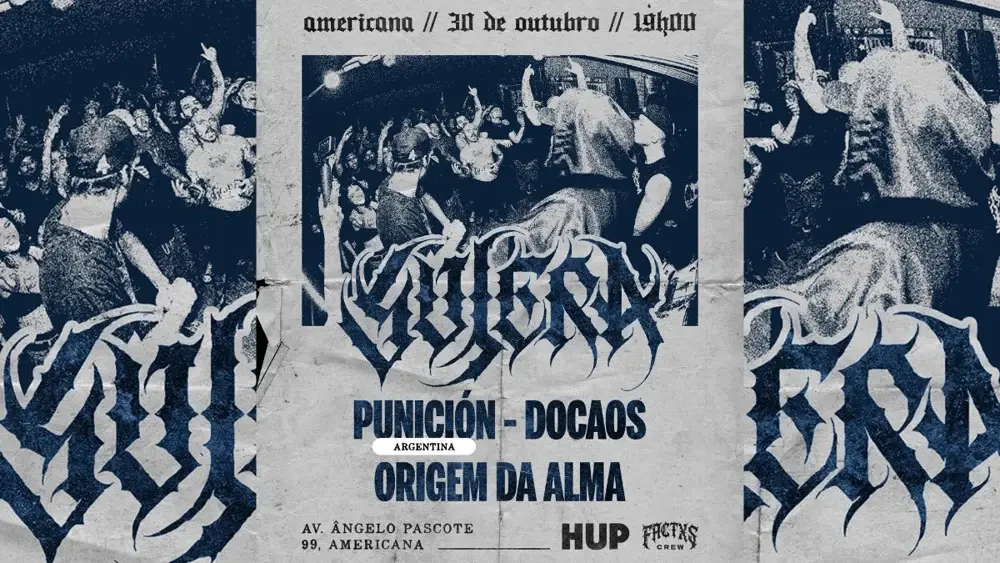 americana // 30 de outubro // 19h00
SUJERA
PUNICIÓN - DOCAOS
ARGENTINA
ORIGEM DA ALMA
AV. ÂNGELO PASCOTE
99, AMERICANA
HUP
FACTXS
CREW